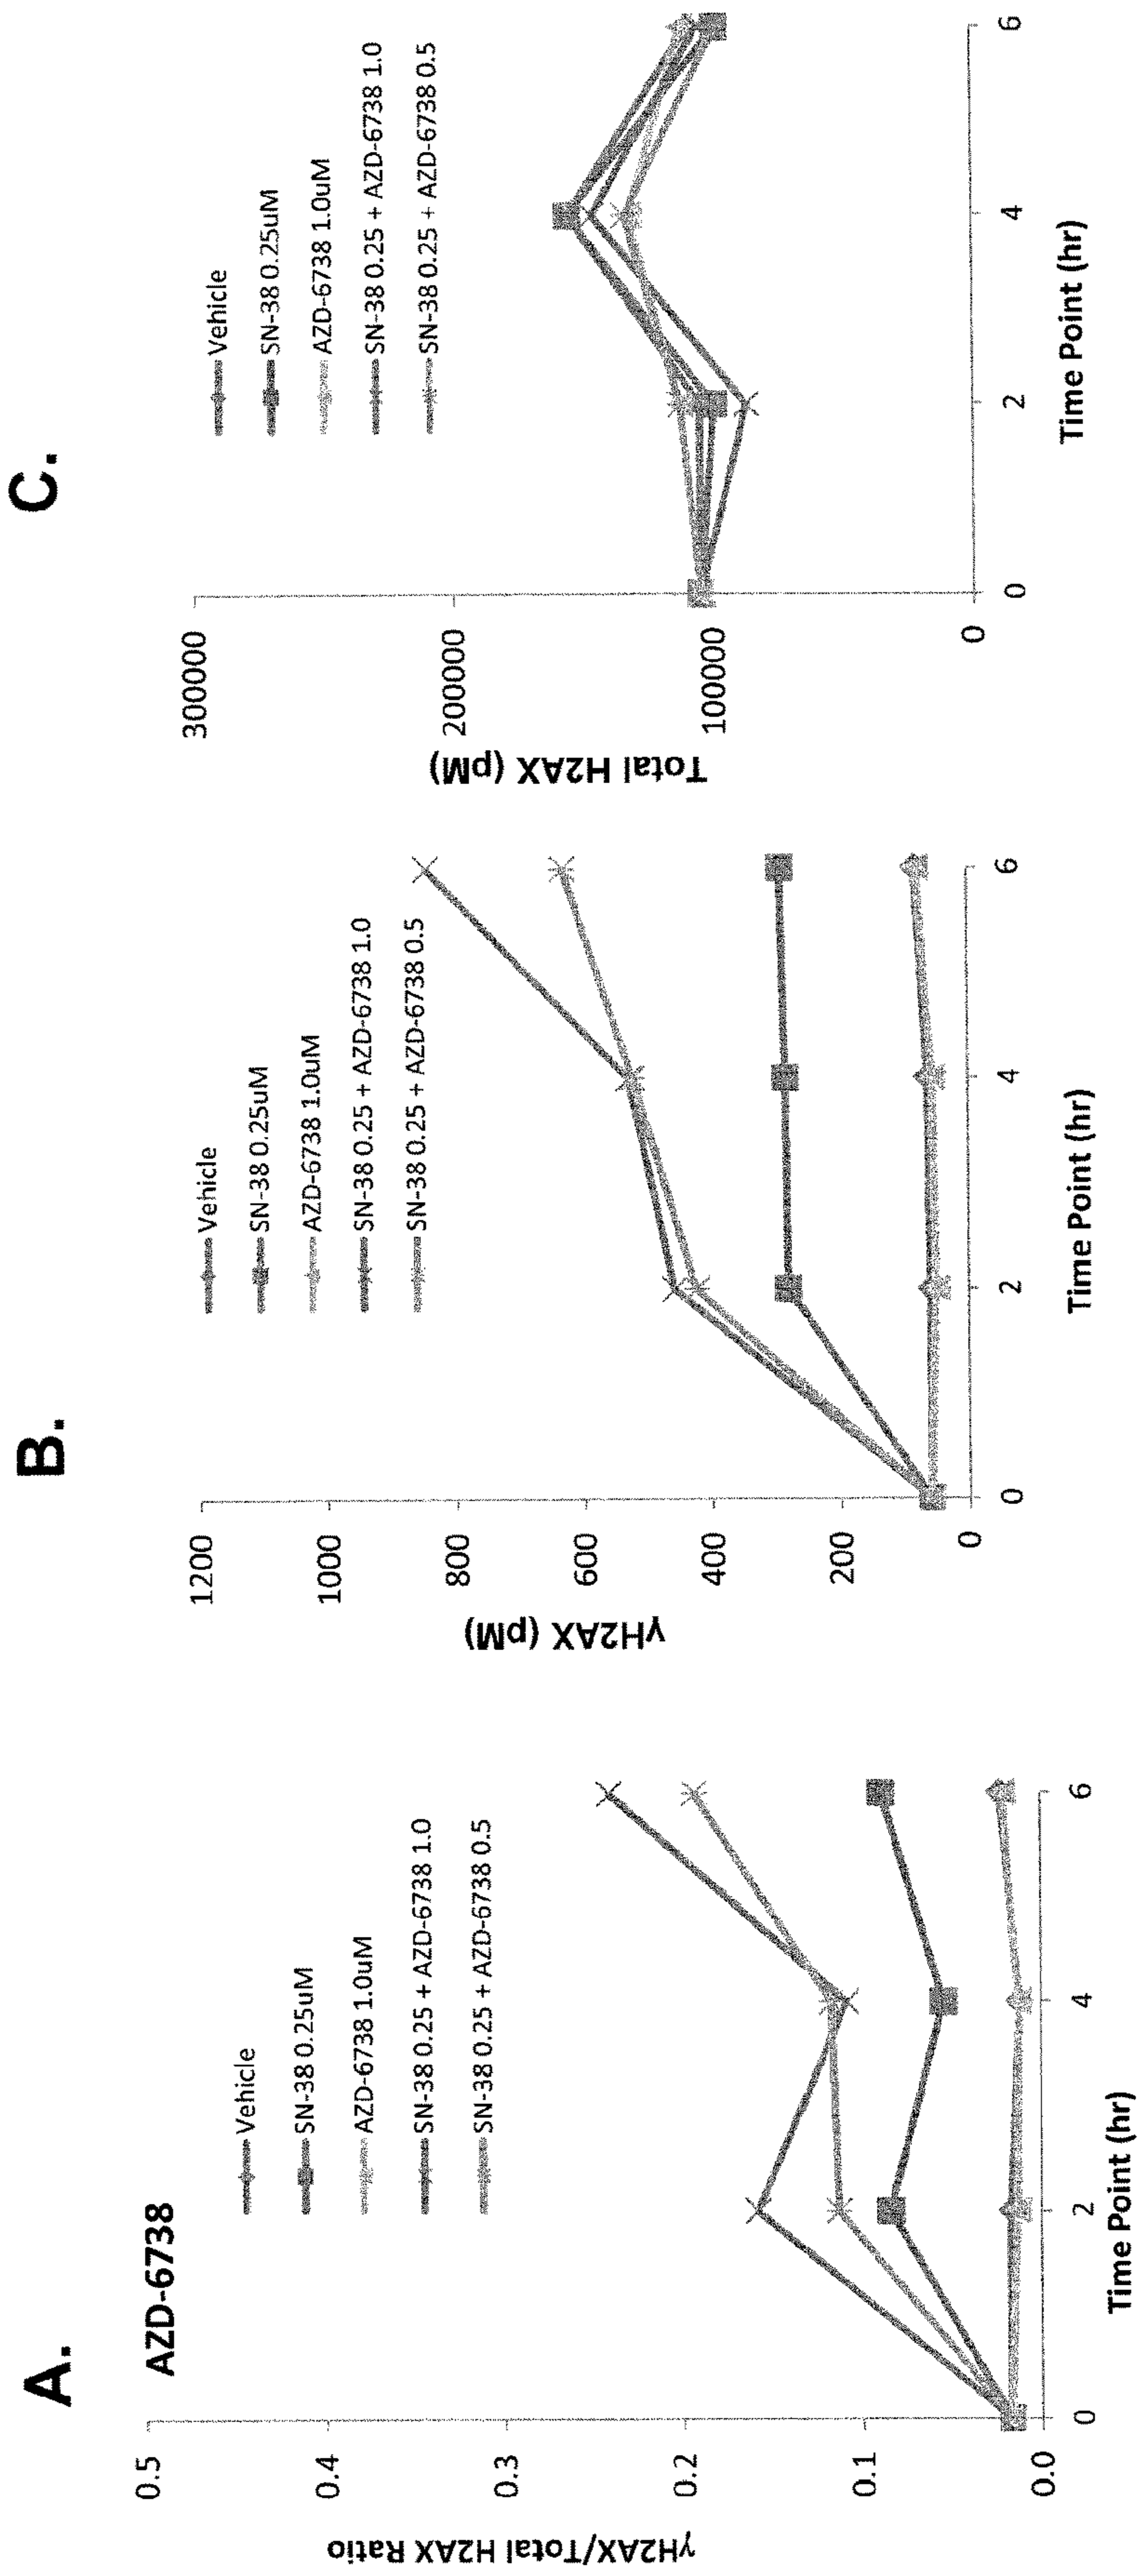 A.
AZD-6738
Vehicle
SN-38 0.25uM
AZD-6738 1.0uM
SN-38 0.25 + AZD-6738 1.0
SN-38 0.25 + AZD-6738 0.5
γH2AX/Total H2AX Ratio
0.5
0.4
0.3
0.2
0.1
0.0
0 2 4 6
Time Point (hr)
B.
Vehicle
SN-38 0.25uM
AZD-6738 1.0uM
SN-38 0.25 + AZD-6738 1.0
SN-38 0.25 + AZD-6738 0.5
γH2AX (pM)
1200
1000
800
600
400
200
0
0 2 4 6
Time Point (hr)
C.
Vehicle
SN-38 0.25uM
AZD-6738 1.0uM
SN-38 0.25 + AZD-6738 1.0
SN-38 0.25 + AZD-6738 0.5
Total H2AX (pM)
300000
200000
100000
0
0 2 4 6
Time Point (hr)